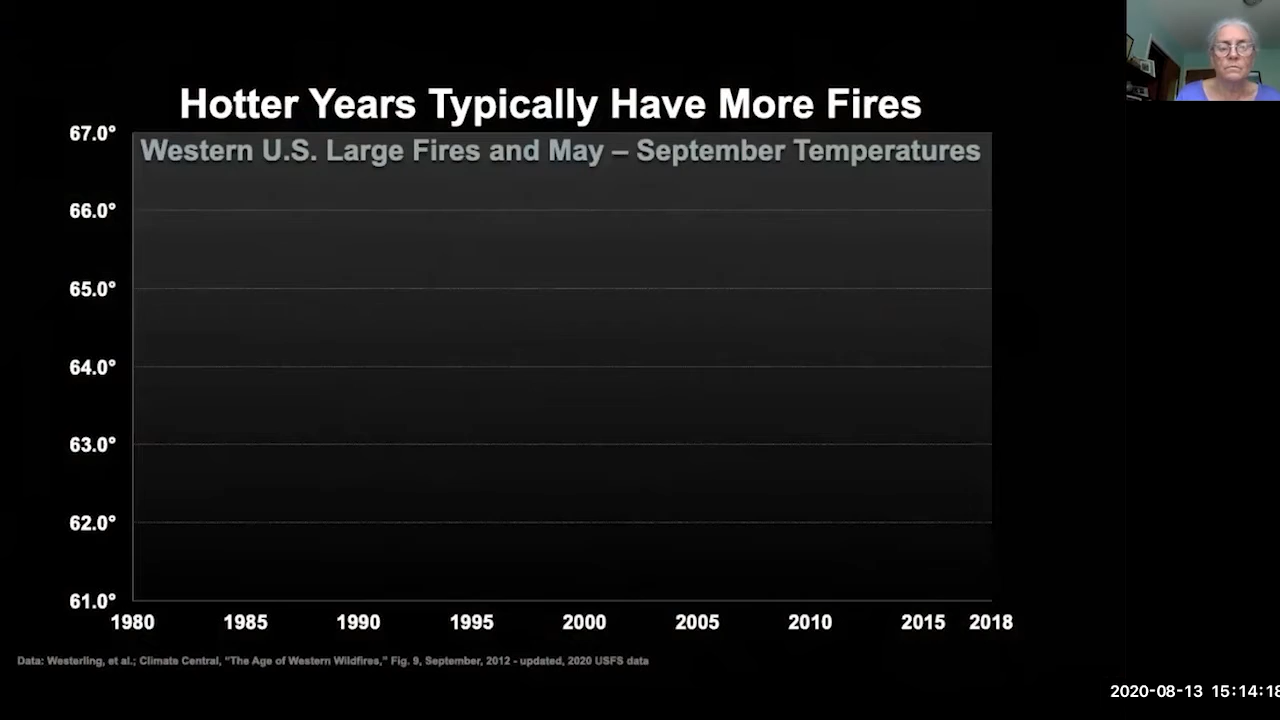 Hotter Years Typically Have More Fires
Western U.S. Large Fires and May – September Temperatures
67.0°
66.0°
65.0°
64.0°
63.0°
62.0°
61.0°
1980 1985 1990 1995 2000 2005 2010 2015 2018
Data: Westerling, et al.; Climate Central, “The Age of Western Wildfires,” Fig. 9, September, 2012 - updated, 2020 USFS data
2020-08-13 15:14:18